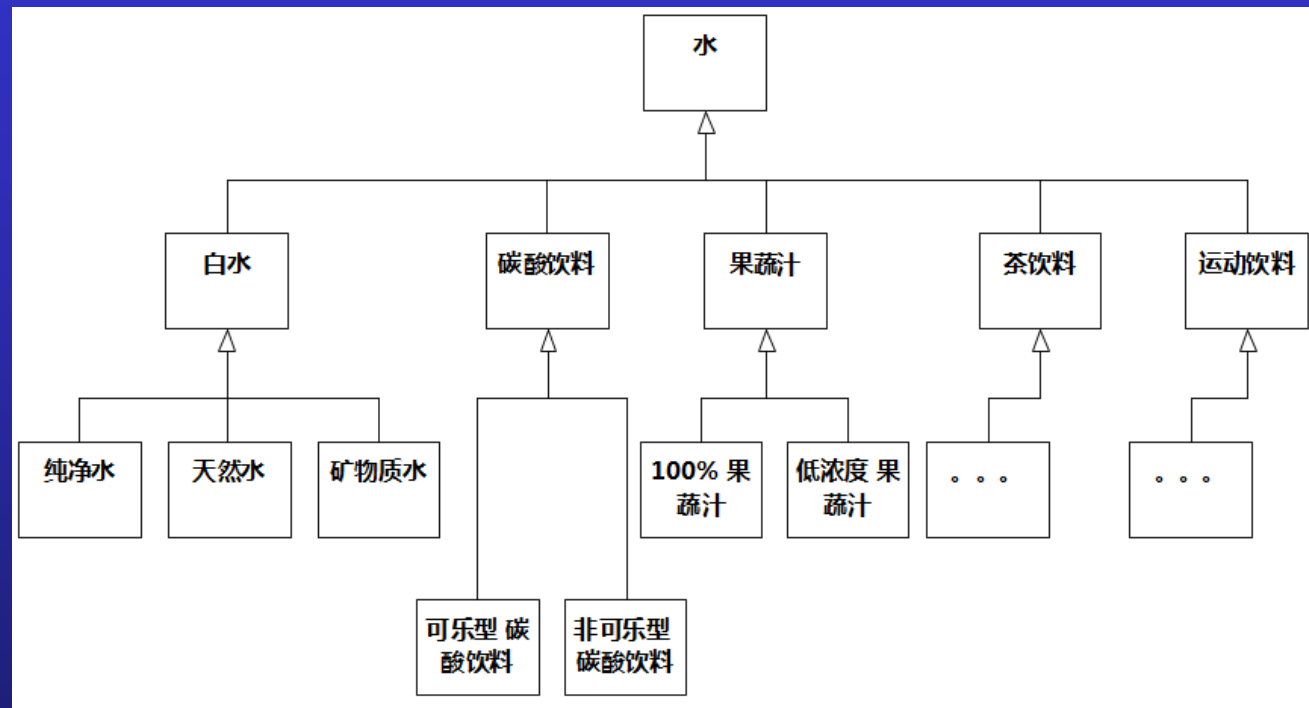 水
白水
碳酸饮料
果蔬汁
茶饮料
运动饮料
纯净水
天然水
矿物质水
100% 果
蔬汁
低浓度 果
蔬汁
。。。
。。。
可乐型 碳
酸饮料
非可乐型
碳酸饮料